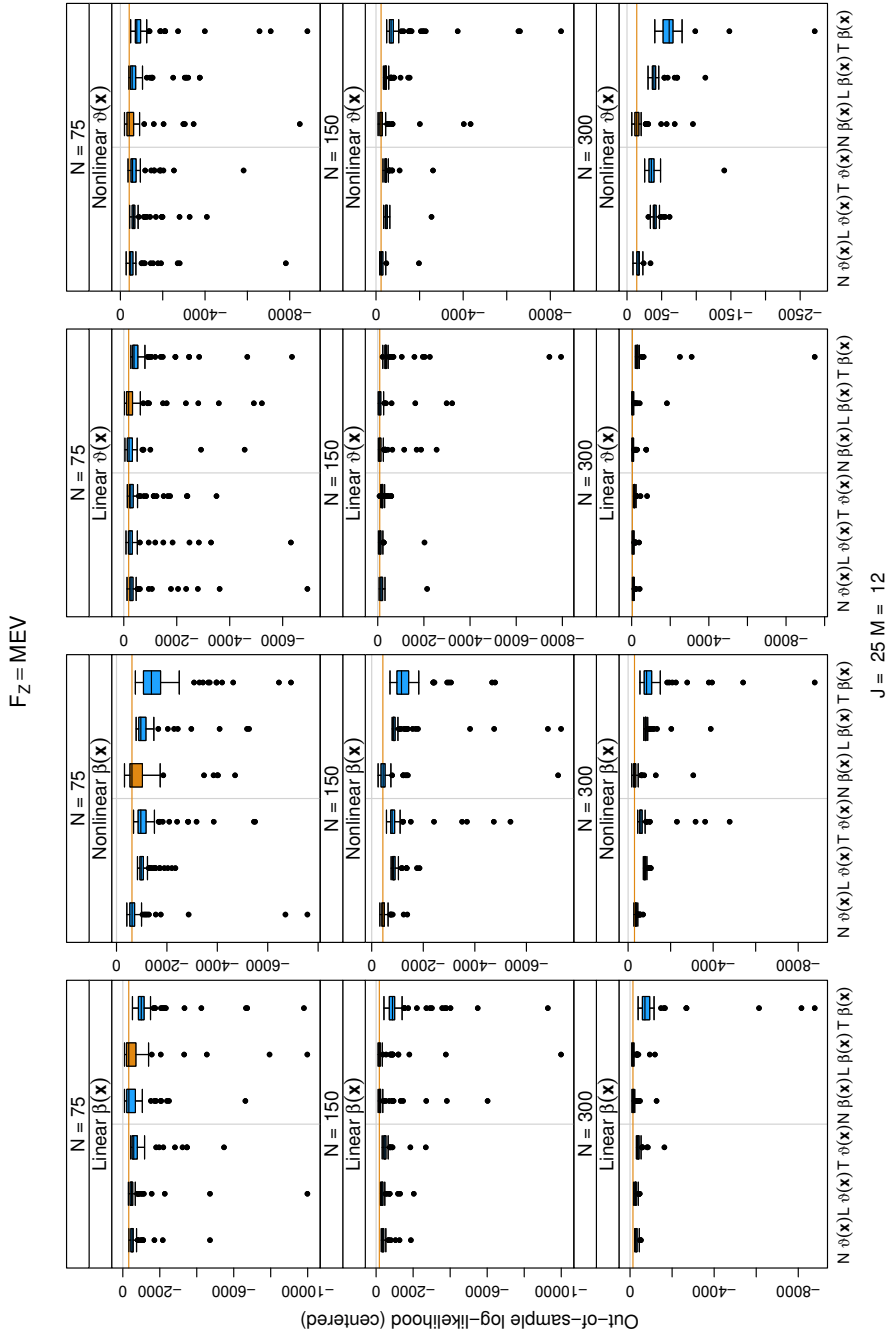 F_Z = MEV
N = 75
Linear β(x)
0 −2000 −6000 −10000
N = 75
Nonlinear β(x)
0 −2000 −6000
N = 75
Linear ϑ(x)
0 −2000 −4000 −6000
N = 75
Nonlinear ϑ(x)
0 −4000 −8000
N = 150
Linear β(x)
0 −2000 −6000 −10000
N = 150
Nonlinear β(x)
0 −2000 −6000
N = 150
Linear ϑ(x)
0 −2000 −4000 −6000 −8000
N = 150
Nonlinear ϑ(x)
0 −4000 −8000
N = 300
Linear β(x)
0 −4000 −8000
N = 300
Nonlinear β(x)
0 −4000 −8000
N = 300
Linear ϑ(x)
0 −4000 −8000
N = 300
Nonlinear ϑ(x)
0 −500 −1500 −2500
N ϑ(x) L ϑ(x) T ϑ(x) N β(x) L β(x) T β(x)
N ϑ(x) L ϑ(x) T ϑ(x) N β(x) L β(x) T β(x)
N ϑ(x) L ϑ(x) T ϑ(x) N β(x) L β(x) T β(x)
N ϑ(x) L ϑ(x) T ϑ(x) N β(x) L β(x) T β(x)
Out−of−sample log−likelihood (centered)
J = 25 M = 12